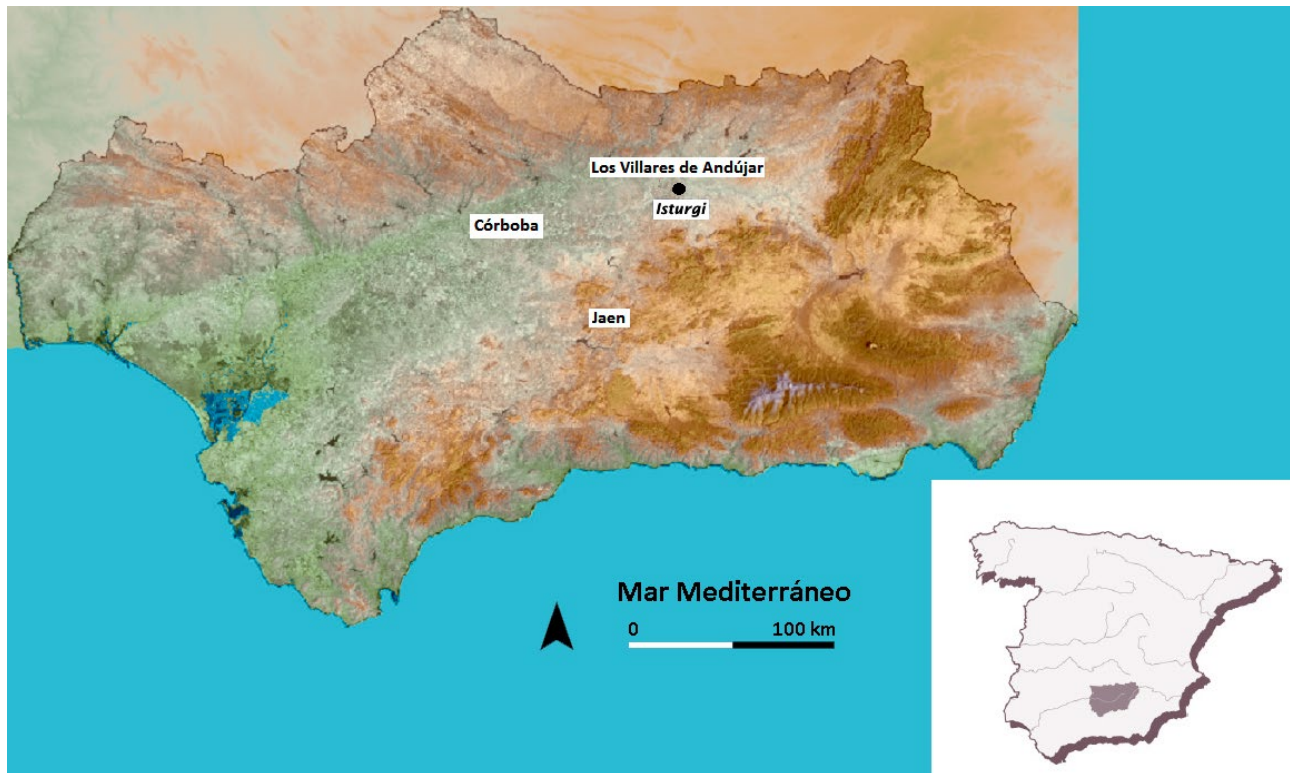 Los Villares de Andújar
Isturgi
Córboba
Jaen
Mar Mediterráneo
0 100 km